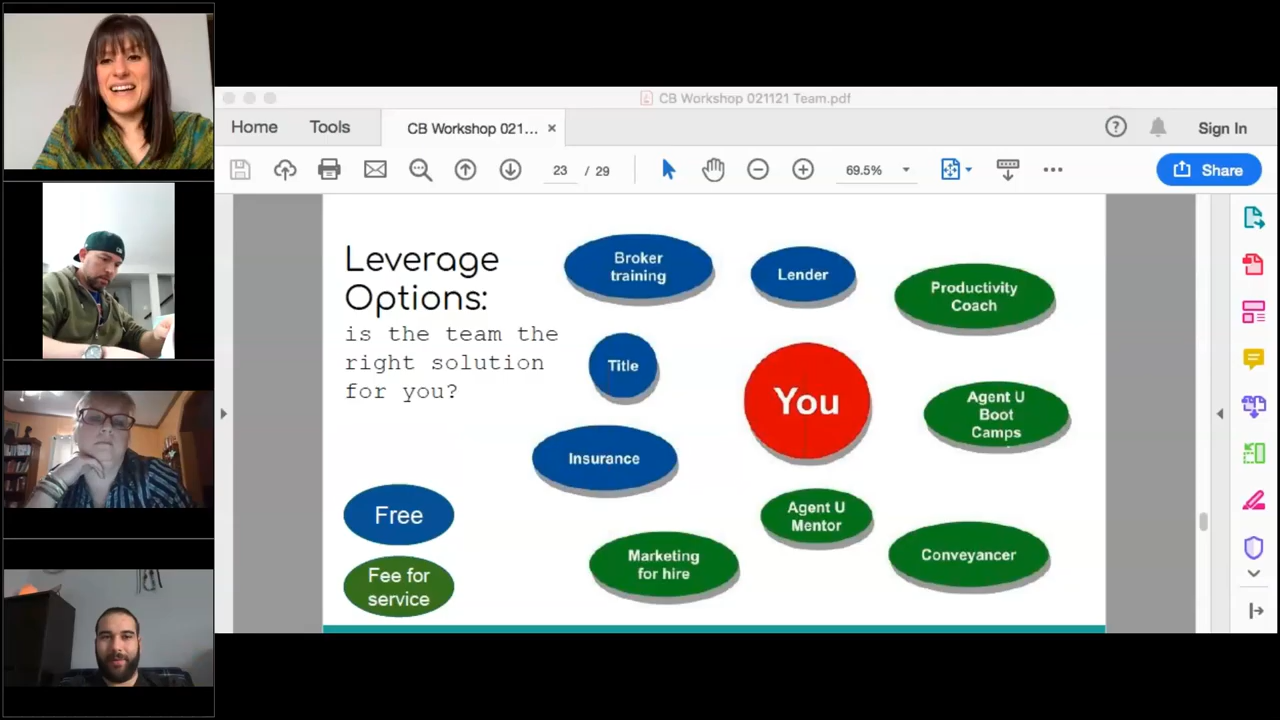 CB Workshop 021121 Team.pdf
Home
Tools
CB Workshop 021...
Sign In
23 / 29
69.5%
Share
Leverage
Options:
is the team the
right solution
for you?
Broker
training
Lender
Productivity
Coach
Title
You
Agent U
Boot
Camps
Insurance
Agent U
Mentor
Marketing
for hire
Conveyancer
Free
Fee for
service